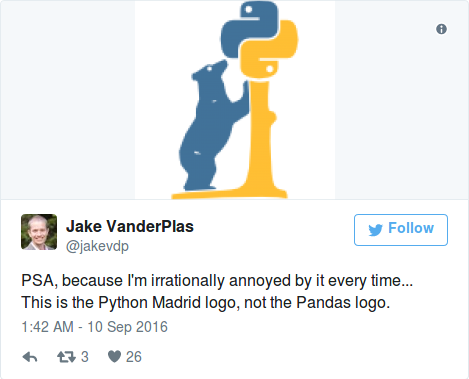 Jake VanderPlas
@jakevdp
Follow
PSA, because I'm irrationally annoyed by it every time...
This is the Python Madrid logo, not the Pandas logo.
1:42 AM - 10 Sep 2016
3 26